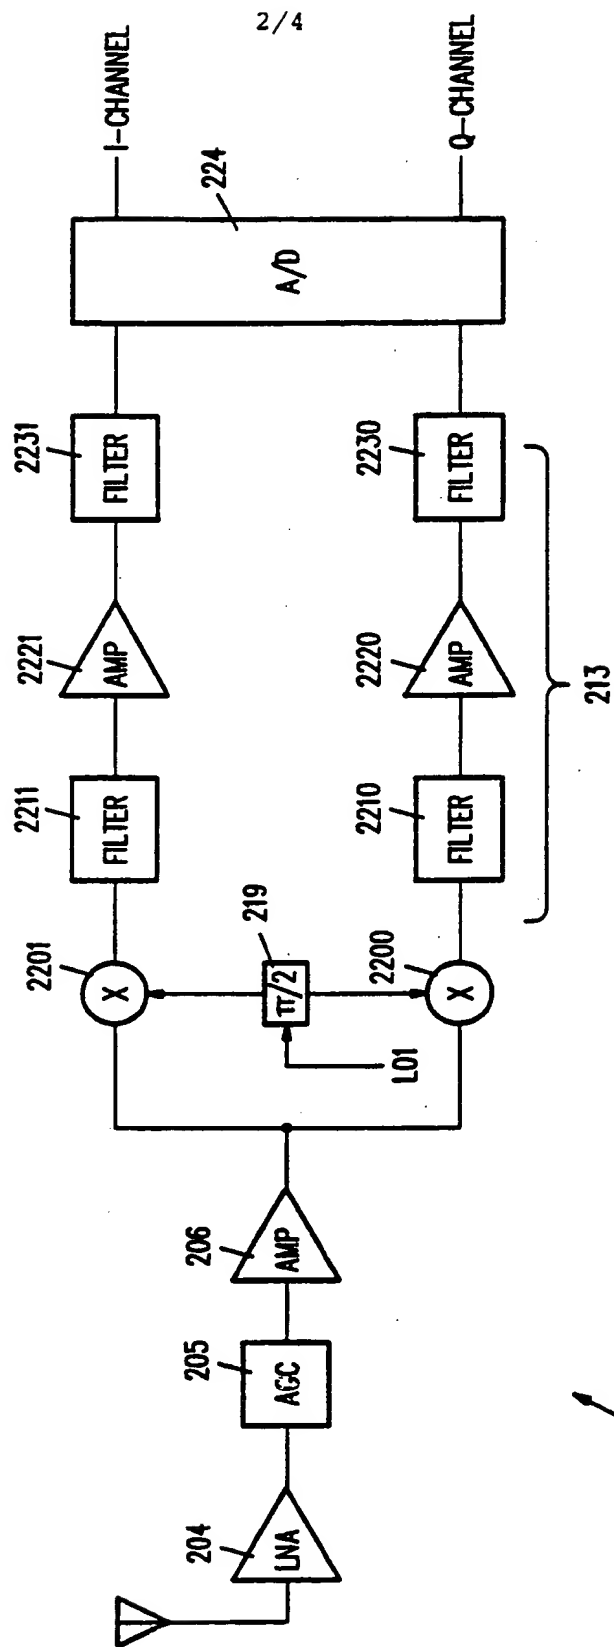 2/4
204
LNA
205
AGC
206
AMP
2201
X
219
π/2
LO1
2200
X
2211
FILTER
2221
AMP
2231
FILTER
2210
FILTER
2220
AMP
2230
FILTER
213
224
A/D
I-CHANNEL
Q-CHANNEL